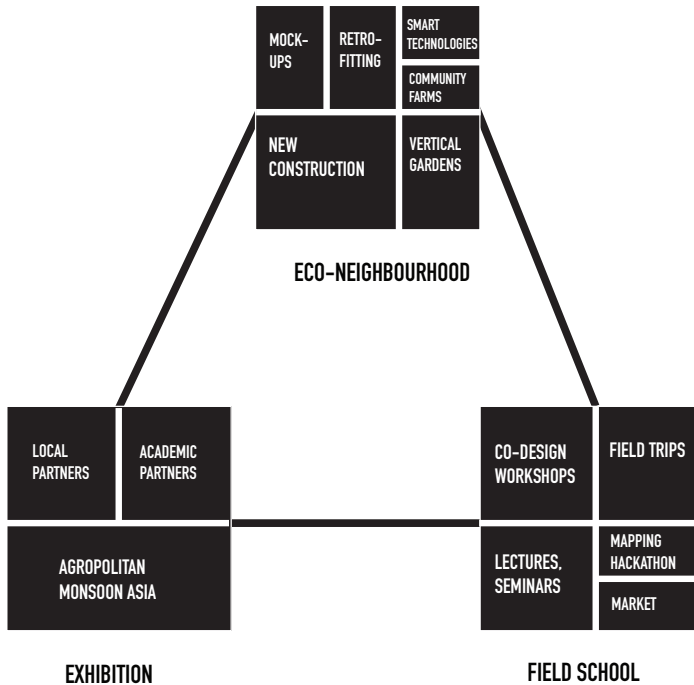 MOCK-
UPS
RETRO-
FITTING
SMART
TECHNOLOGIES
COMMUNITY
FARMS
NEW
CONSTRUCTION
VERTICAL
GARDENS
ECO-NEIGHBOURHOOD
LOCAL
PARTNERS
ACADEMIC
PARTNERS
AGROPOLITAN
MONSOON ASIA
EXHIBITION
CO-DESIGN
WORKSHOPS
FIELD TRIPS
LECTURES,
SEMINARS
MAPPING
HACKATHON
MARKET
FIELD SCHOOL